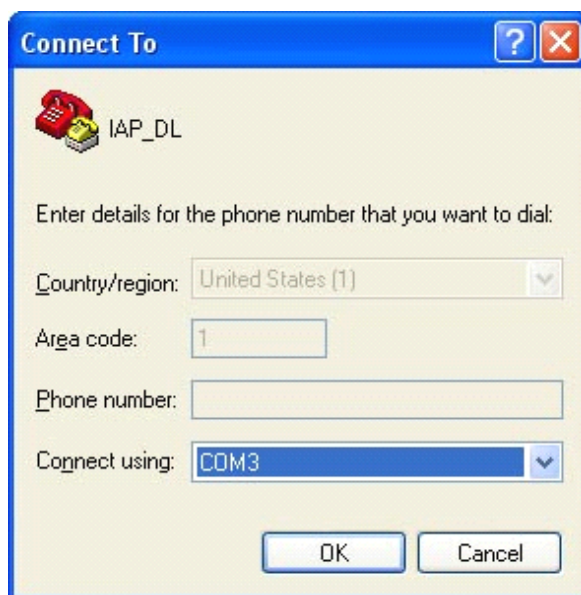 Connect To
IAP_DL
Enter details for the phone number that you want to dial:
Country/region: United States (1)
Area code: 1
Phone number:
Connect using: COM3
OK Cancel